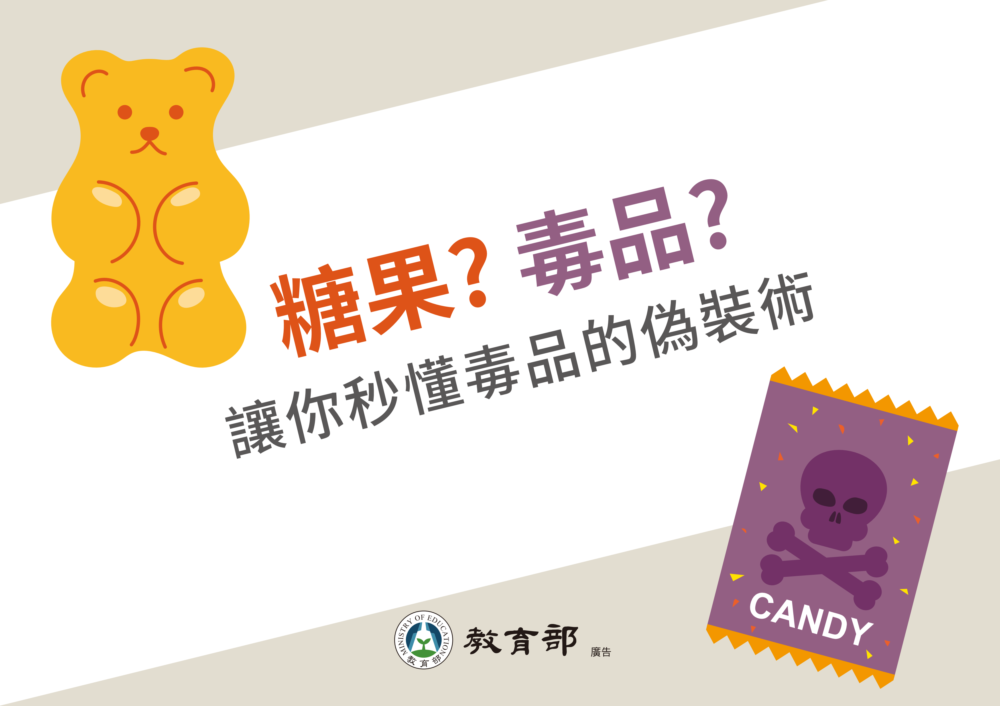 糖果？ 毒品？
讓你秒懂毒品的偽裝術
CANDY
MINISTRY OF EDUCATION
教育部
教育部
廣告